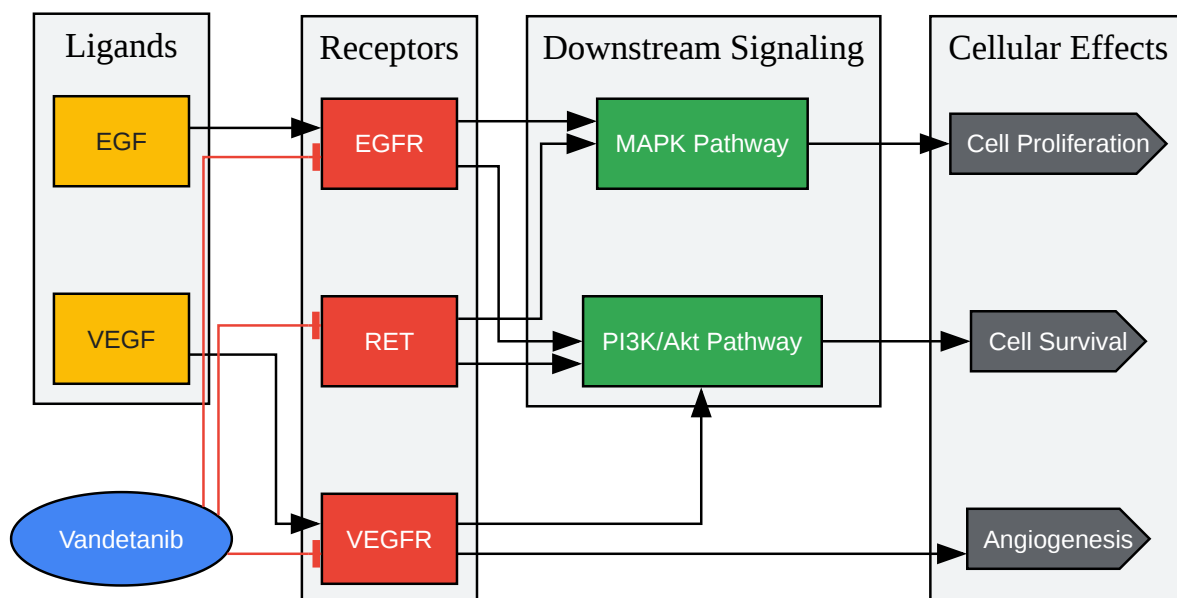 Ligands
Receptors
Downstream Signaling
Cellular Effects
EGF
EGFR
MAPK Pathway
Cell Proliferation
VEGF
RET
PI3K/Akt Pathway
Cell Survival
Vandetanib
VEGFR
Angiogenesis